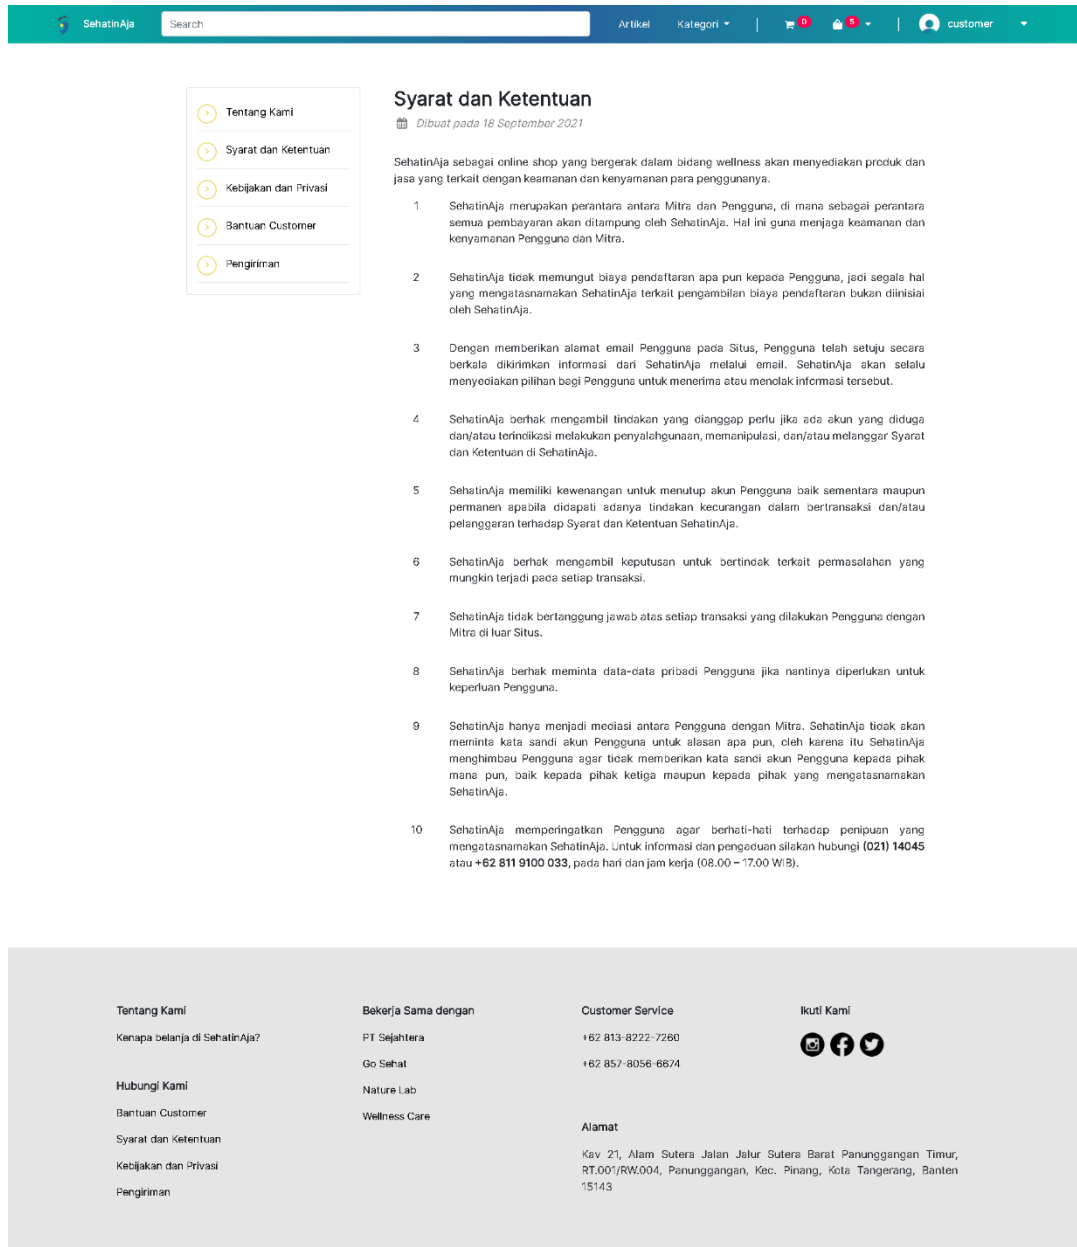 SehatinAja
Search
Artikel
Kategori
0
5
customer
Tentang Kami
Syarat dan Ketentuan
Kebijakan dan Privasi
Bantuan Customer
Pengiriman
Syarat dan Ketentuan
Dibuat pada 18 September 2021
SehatinAja sebagai online shop yang bergerak dalam bidang wellness akan menyediakan produk dan
jasa yang terkait dengan keamanan dan kenyamanan para penggunanya.
1 SehatinAja merupakan perantara antara Mitra dan Pengguna, di mana sebagai perantara
semua pembayaran akan ditampung oleh SehatinAja. Hal ini guna menjaga keamanan dan
kenyamanan Pengguna dan Mitra.
2 SehatinAja tidak memungut biaya pendaftaran apa pun kepada Pengguna, jadi segala hal
yang mengatasnamakan SehatinAja terkait pengambilan biaya pendaftaran bukan diinisiai
oleh SehatinAja.
3 Dengan memberikan alamat email Pengguna pada Situs, Pengguna telah setuju secara
berkala dikirimkan informasi dari SehatinAja melalui email. SehatinAja akan selalu
menyediakan pilihan bagi Pengguna untuk menerima atau menolak informasi tersebut.
4 SehatinAja berhak mengambil tindakan yang dianggap perlu jika ada akun yang diduga
dan/atau terindikasi melakukan penyalahgunaan, memanipulasi, dan/atau melanggar Syarat
dan Ketentuan di SehatinAja.
5 SehatinAja memiliki kewenangan untuk menutup akun Pengguna baik sementara maupun
permanen apabila didapati adanya tindakan kecurangan dalam bertransaksi dan/atau
pelanggaran terhadap Syarat dan Ketentuan SehatinAja.
6 SehatinAja berhak mengambil keputusan untuk bertindak terkait permasalahan yang
mungkin terjadi pada setiap transaksi.
7 SehatinAja tidak bertanggung jawab atas setiap transaksi yang dilakukan Pengguna dengan
Mitra di luar Situs.
8 SehatinAja berhak meminta data-data pribadi Pengguna jika nantinya diperlukan untuk
keperluan Pengguna.
9 SehatinAja hanya menjadi mediasi antara Pengguna dengan Mitra. SehatinAja tidak akan
meminta kata sandi akun Pengguna untuk alasan apa pun, oleh karena itu SehatinAja
menghimbau Pengguna agar tidak memberikan kata sandi akun Pengguna kepada pihak
mana pun, baik kepada pihak ketiga maupun kepada pihak yang mengatasnamakan
SehatinAja.
10 SehatinAja memperingatkan Pengguna agar berhati-hati terhadap penipuan yang
mengatasnamakan SehatinAja. Untuk informasi dan pengaduan silakan hubungi (021) 14045
atau +62 811 9100 033, pada hari dan jam kerja (08.00 – 17.00 WIB).
Tentang Kami
Kenapa belanja di SehatinAja?
Hubungi Kami
Bantuan Customer
Syarat dan Ketentuan
Kebijakan dan Privasi
Pengiriman
Bekerja Sama dengan
PT Sejahtera
Go Sehat
Nature Lab
Wellness Care
Customer Service
+62 813-8222-7260
+62 857-8056-6674
Ikuti Kami
Alamat
Kav 21, Alam Sutera Jalan Jalur Sutera Barat Panunggangan Timur,
RT.001/RW.004, Panunggangan, Kec. Pinang, Kota Tangerang, Banten
15143